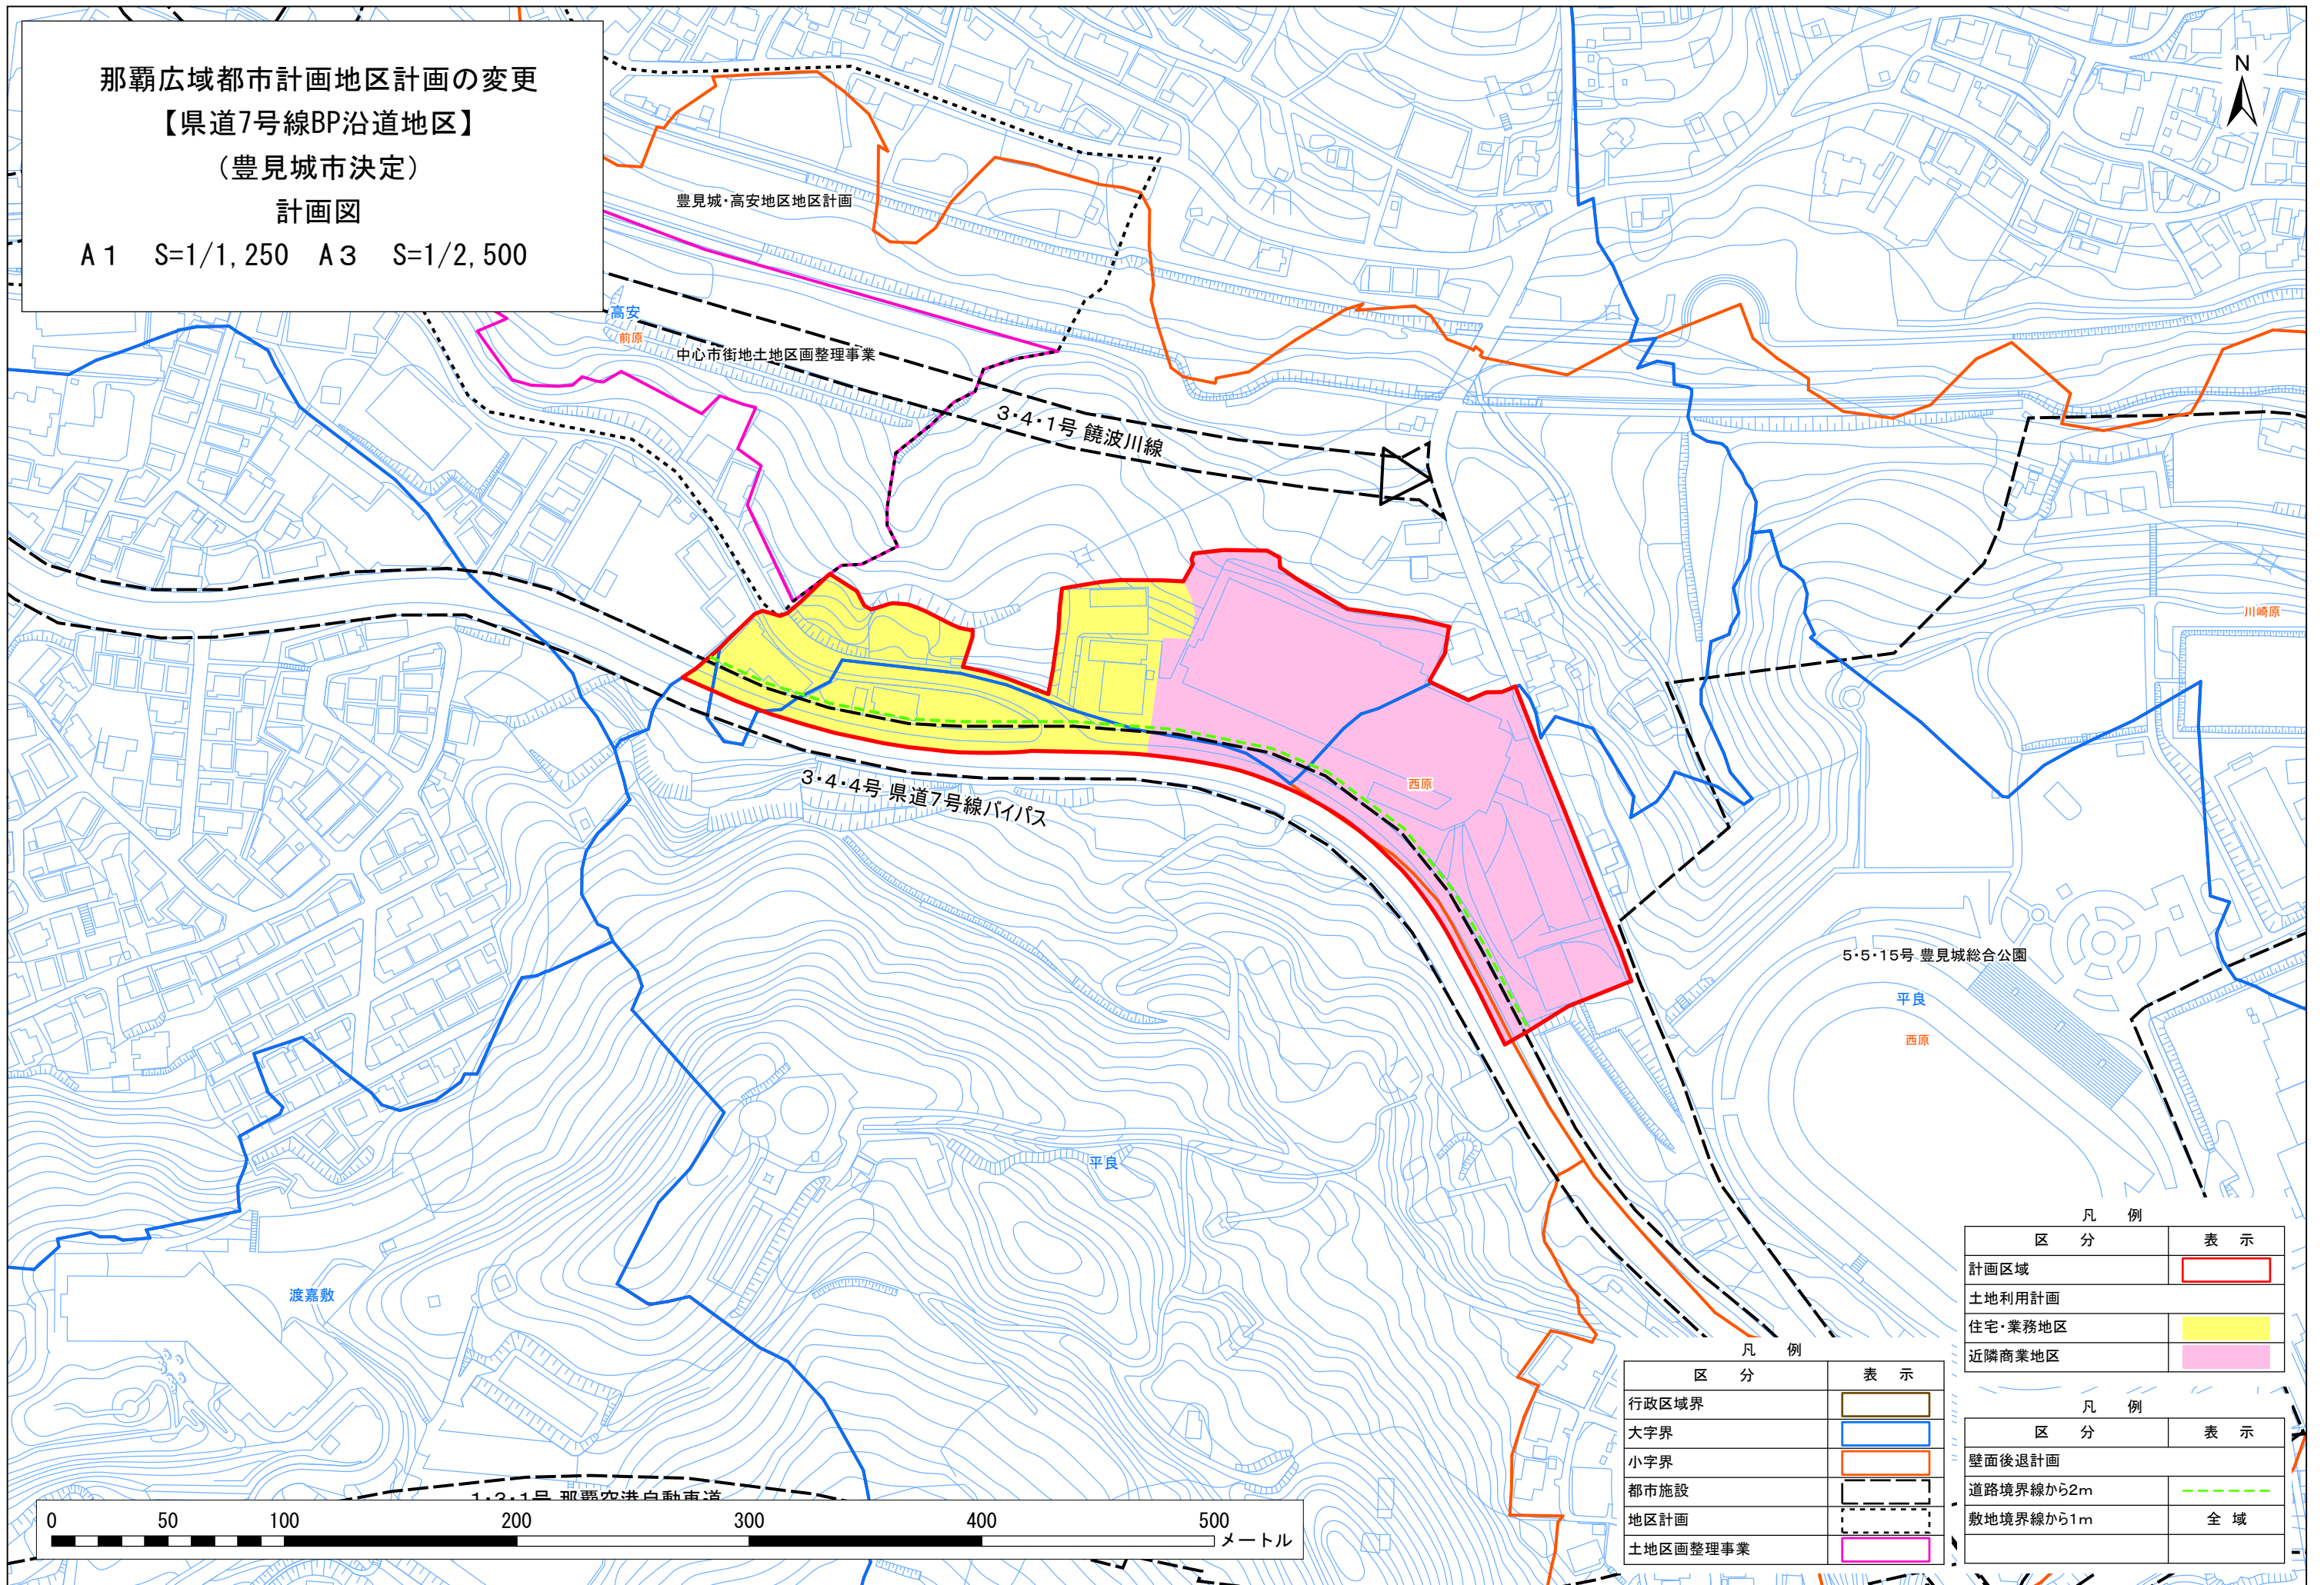 那覇広域都市計画地区計画の変更
【県道7号線BP沿道地区】
（豊見城市決定）
計画図
A１　S=1/1,250　A３　S=1/2,500
N
豊見城・高安地区地区計画
高安
前原
中心市街地土地区画整理事業
3・4・1号 饒波川線
川崎原
3・4・4号 県道7号線バイパス
西原
5・5・15号 豊見城総合公園
平良
西原
平良
渡嘉敷
1・3・1号 那覇空港自動車道
0 50 100 200 300 400 500
メートル
凡　例
区　分　表　示
計画区域
土地利用計画
住宅・業務地区
近隣商業地区
凡　例
区　分　表　示
行政区域界
大字界
小字界
都市施設
地区計画
土地区画整理事業
凡　例
区　分　表　示
壁面後退計画
道路境界線から2m
敷地境界線から1m　全　域